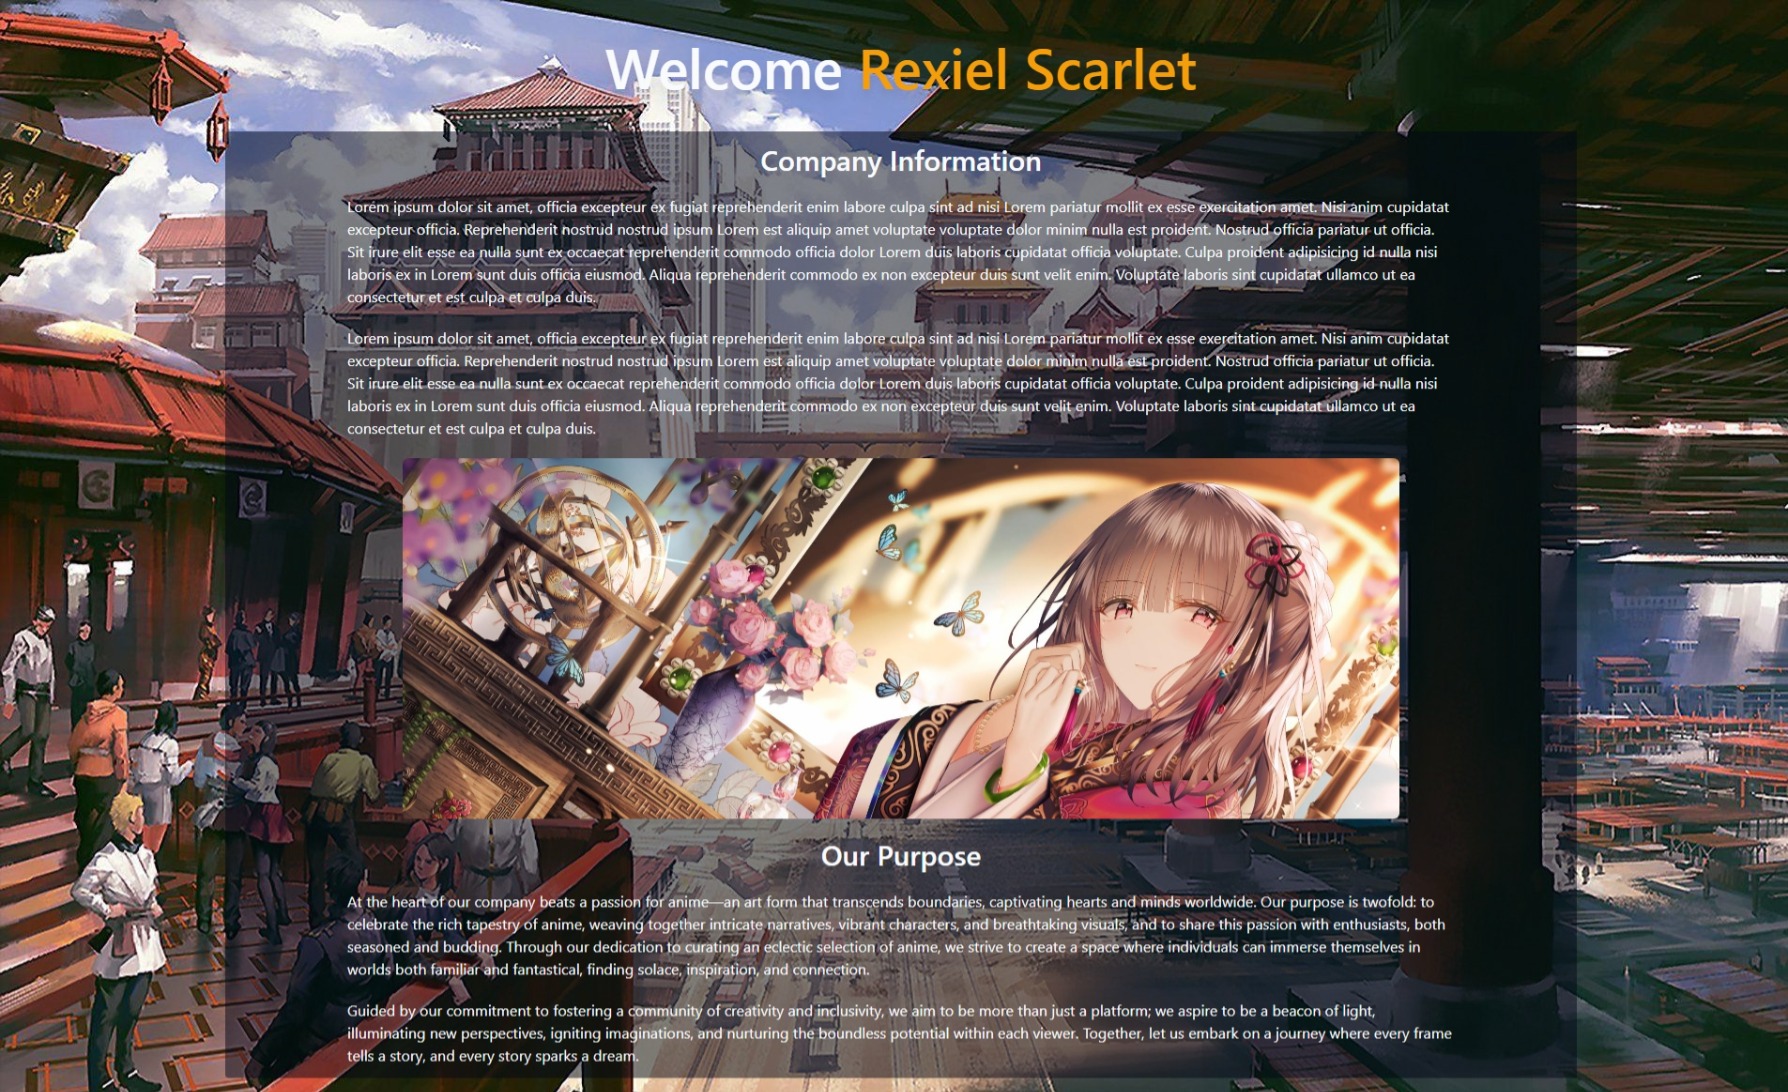 Welcome Rexiel Scarlet
Company Information
Lorem ipsum dolor sit amet, officia excepteur ex fugiat reprehenderit enim labore culpa sint ad nisi Lorem pariatur mollit ex esse exercitation amet. Nisi anim cupidatat
excepteur officia. Reprehenderit nostrud nostrud ipsum Lorem est aliquip amet voluptate voluptate dolor minim nulla est proident. Nostrud officia pariatur ut officia.
Sit irure elit esse ea nulla sunt ex occaecat reprehenderit commodo officia dolor Lorem duis laboris cupidatat officia voluptate. Culpa proident adipisicing id nulla nisi
laboris ex in Lorem sunt duis officia eiusmod. Aliqua reprehenderit commodo ex non excepteur duis sunt velit enim. Voluptate laboris sint cupidatat ullamco ut ea
consectetur et est culpa et culpa duis.
Lorem ipsum dolor sit amet, officia excepteur ex fugiat reprehenderit enim labore culpa sint ad nisi Lorem pariatur mollit ex esse exercitation amet. Nisi anim cupidatat
excepteur officia. Reprehenderit nostrud nostrud ipsum Lorem est aliquip amet voluptate voluptate dolor minim nulla est proident. Nostrud officia pariatur ut officia.
Sit irure elit esse ea nulla sunt ex occaecat reprehenderit commodo officia dolor Lorem duis laboris cupidatat officia voluptate. Culpa proident adipisicing id nulla nisi
laboris ex in Lorem sunt duis officia eiusmod. Aliqua reprehenderit commodo ex non excepteur duis sunt velit enim. Voluptate laboris sint cupidatat ullamco ut ea
consectetur et est culpa et culpa duis.
Our Purpose
At the heart of our company beats a passion for anime—an art form that transcends boundaries, captivating hearts and minds worldwide. Our purpose is twofold: to
celebrate the rich tapestry of anime, weaving together intricate narratives, vibrant characters, and breathtaking visuals, and to share this passion with enthusiasts, both
seasoned and budding. Through our dedication to curating an eclectic selection of anime, we strive to create a space where individuals can immerse themselves in
worlds both familiar and fantastical, finding solace, inspiration, and connection.
Guided by our commitment to fostering a community of creativity and inclusivity, we aim to be more than just a platform; we aspire to be a beacon of light,
illuminating new perspectives, igniting imaginations, and nurturing the boundless potential within each viewer. Together, let us embark on a journey where every frame
tells a story, and every story sparks a dream.